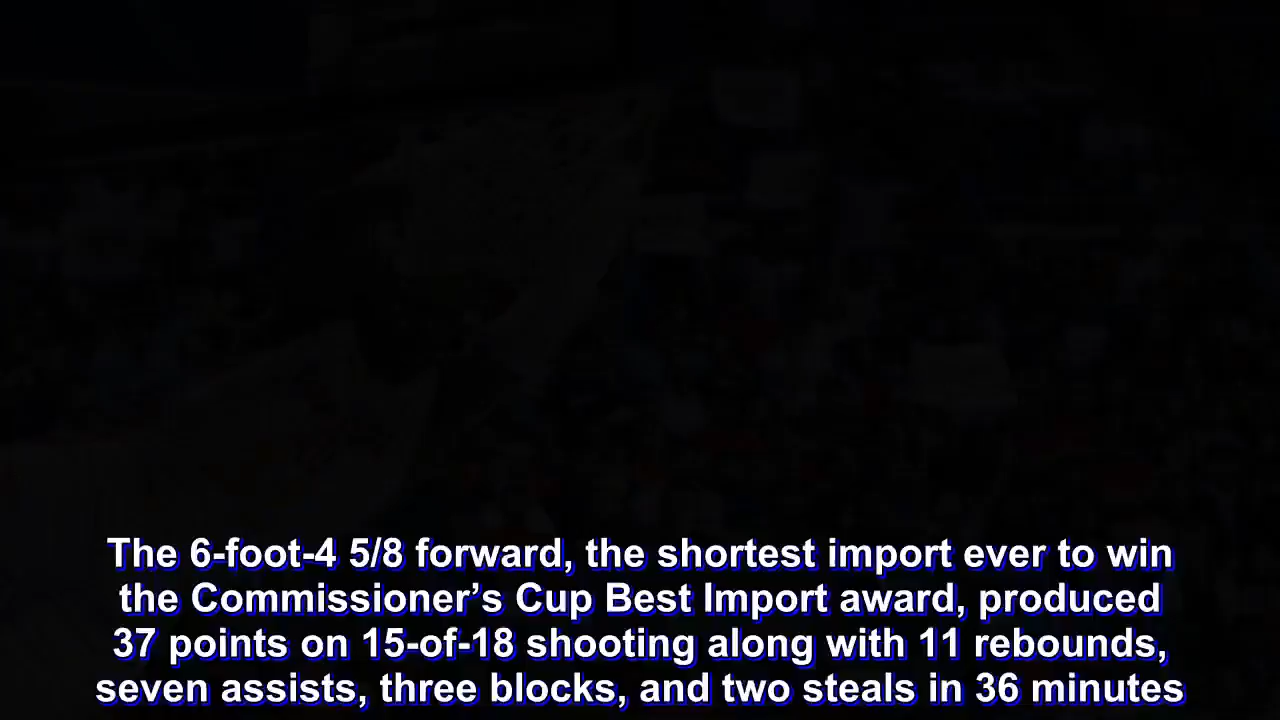 The 6-foot-4 5/8 forward, the shortest import ever to win
the Commissioner’s Cup Best Import award, produced
37 points on 15-of-18 shooting along with 11 rebounds,
seven assists, three blocks, and two steals in 36 minutes